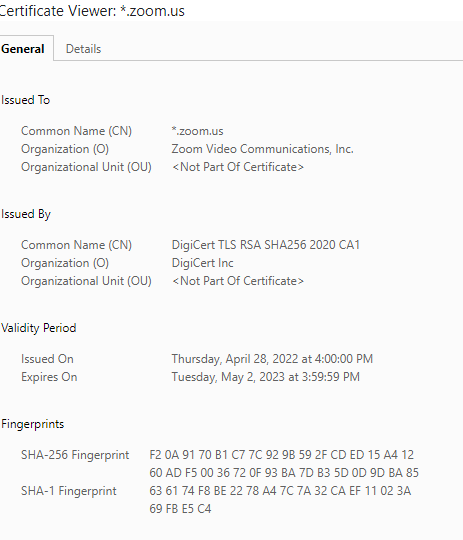 Certificate Viewer: *.zoom.us
General Details
Issued To
Common Name (CN) *.zoom.us
Organization (O) Zoom Video Communications, Inc.
Organizational Unit (OU) <Not Part Of Certificate>
Issued By
Common Name (CN) DigiCert TLS RSA SHA256 2020 CA1
Organization (O) DigiCert Inc
Organizational Unit (OU) <Not Part Of Certificate>
Validity Period
Issued On Thursday, April 28, 2022 at 4:00:00 PM
Expires On Tuesday, May 2, 2023 at 3:59:59 PM
Fingerprints
SHA-256 Fingerprint F2 0A 91 70 B1 C7 7C 92 9B 59 2F CD ED 15 A4 12
60 AD F5 00 36 72 0F 93 BA 7D B3 5D 0D 9D BA 85
SHA-1 Fingerprint 63 61 74 F8 BE 22 78 A4 7C 7A 32 CA EF 11 02 3A
69 FB E5 C4